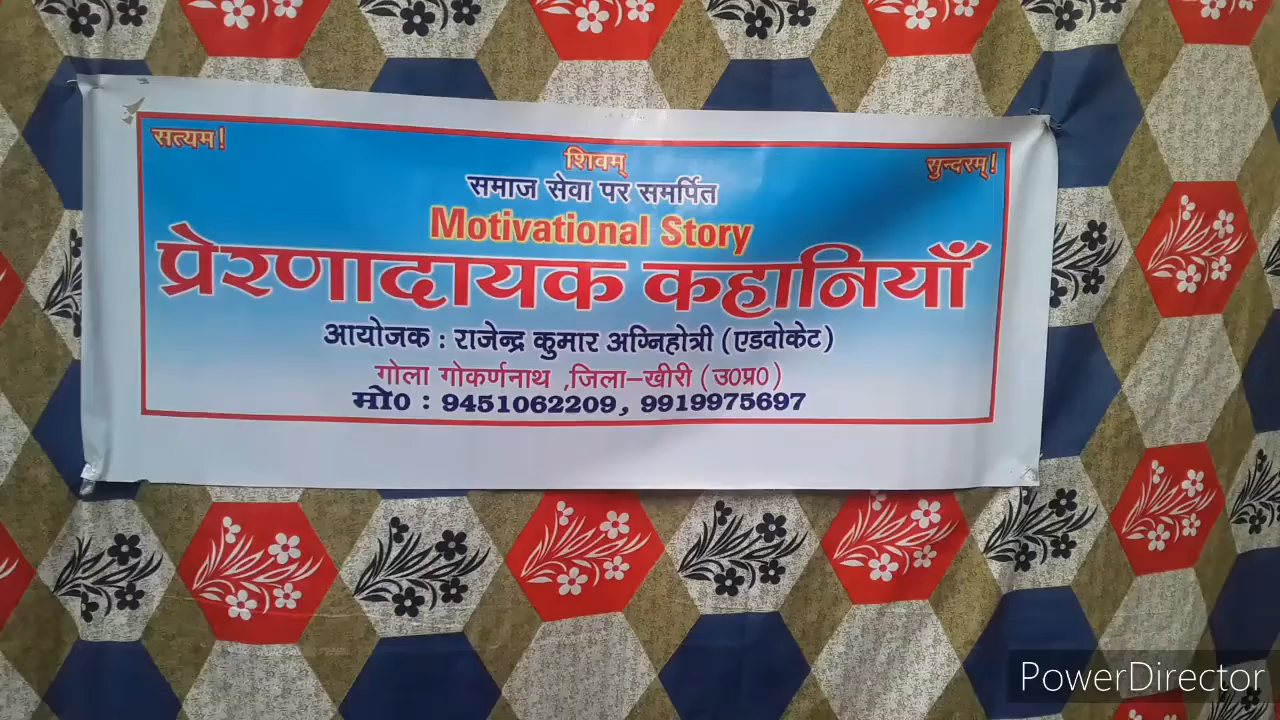 सत्यम!
शिवम्
सुन्दरम्!
समाज सेवा पर समर्पित
Motivational Story
प्रेरणादायक कहानियाँ
आयोजक : राजेन्द्र कुमार अग्निहोत्री (एडवोकेट)
गोला गोकर्णनाथ ,जिला–खीरी (उ0प्र0)
मो0 : 9451062209, 9919975697
PowerDirector